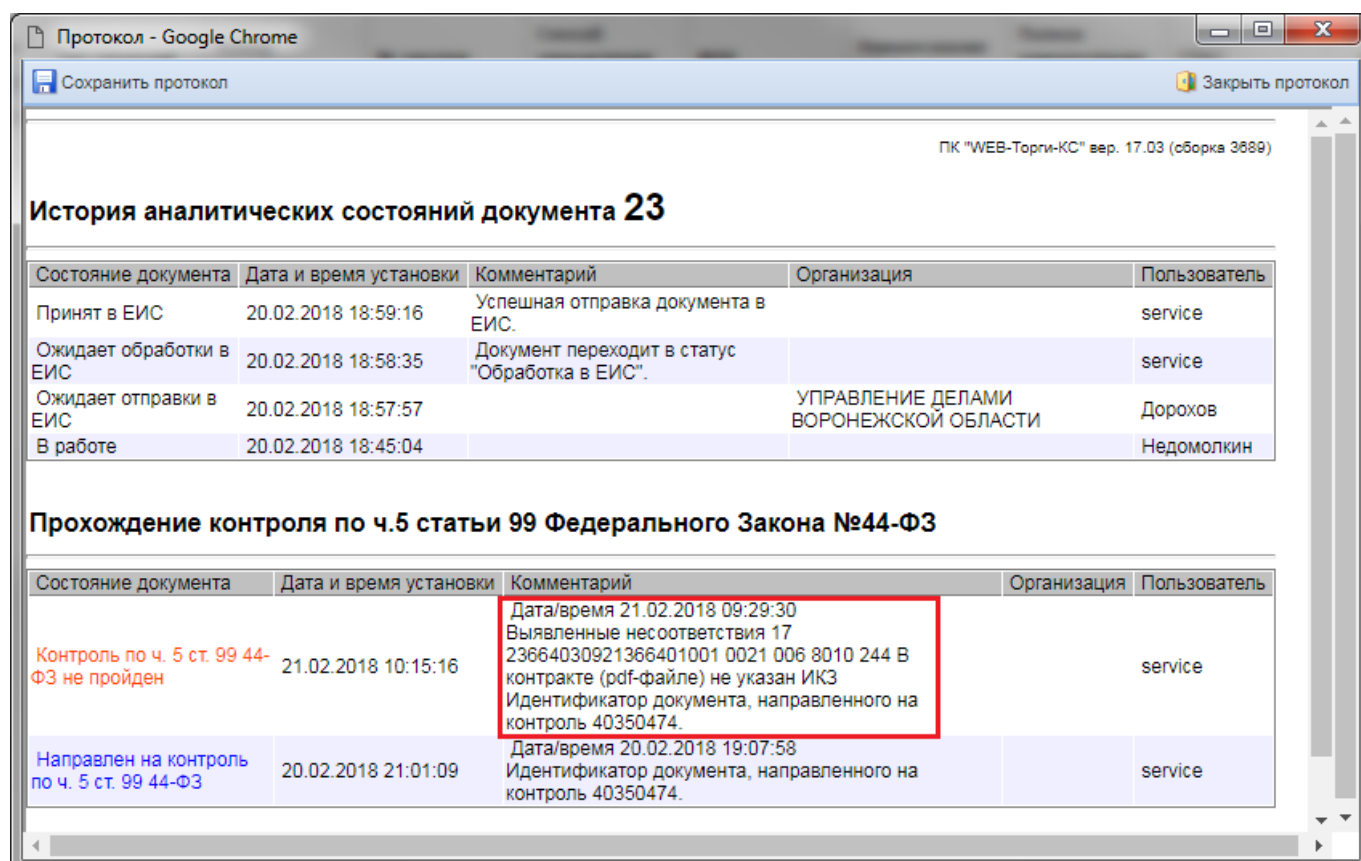 Протокол - Google Chrome
Сохранить протокол
Закрыть протокол
ПК "WEB-Торги-КС" вер. 17.03 (сборка 3689)
История аналитических состояний документа 23
Состояние документа Дата и время установки Комментарий Организация Пользователь
Принят в ЕИС 20.02.2018 18:59:16 Успешная отправка документа в
ЕИС. service
Ожидает обработки в
ЕИС 20.02.2018 18:58:35 Документ переходит в статус
"Обработка в ЕИС". service
Ожидает отправки в
ЕИС 20.02.2018 18:57:57 УПРАВЛЕНИЕ ДЕЛАМИ
ВОРОНЕЖСКОЙ ОБЛАСТИ Дорохов
В работе 20.02.2018 18:45:04 Недомолкин
Прохождение контроля по ч.5 статьи 99 Федерального Закона №44-ФЗ
Состояние документа Дата и время установки Комментарий Организация Пользователь
Контроль по ч. 5 ст. 99 44-
ФЗ не пройден 21.02.2018 10:15:16
Дата/время 21.02.2018 09:29:30
Выявленные несоответствия 17
23664030921366401001 0021 006 8010 244 В
контракте (pdf-файле) не указан ИКЗ
Идентификатор документа, направленного на
контроль 40350474.
service
Направлен на контроль
по ч. 5 ст. 99 44-ФЗ 20.02.2018 21:01:09
Дата/время 20.02.2018 19:07:58
Идентификатор документа, направленного на
контроль 40350474.
service